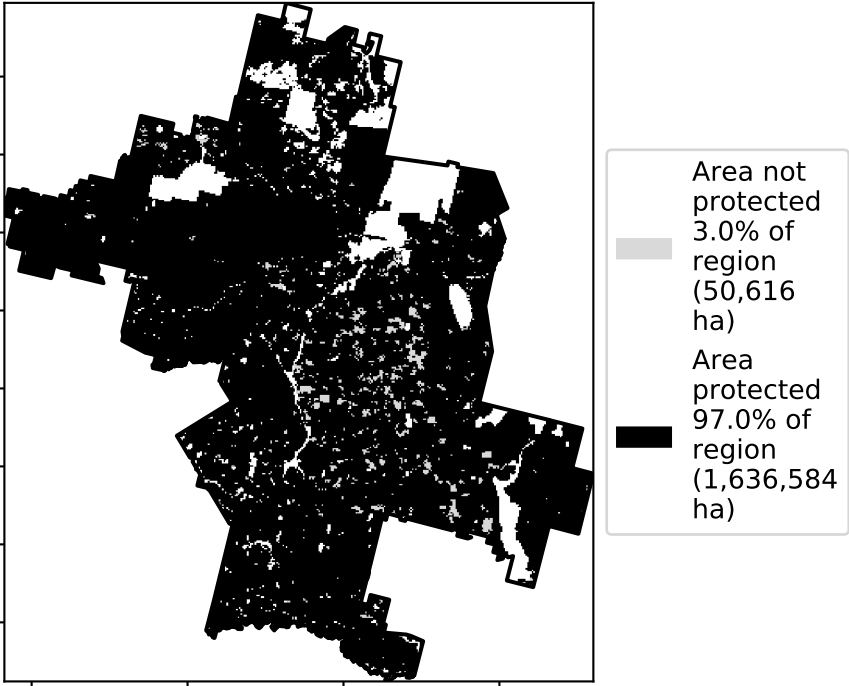 Area not
protected
3.0% of
region
(50,616
ha)
Area
protected
97.0% of
region
(1,636,584
ha)